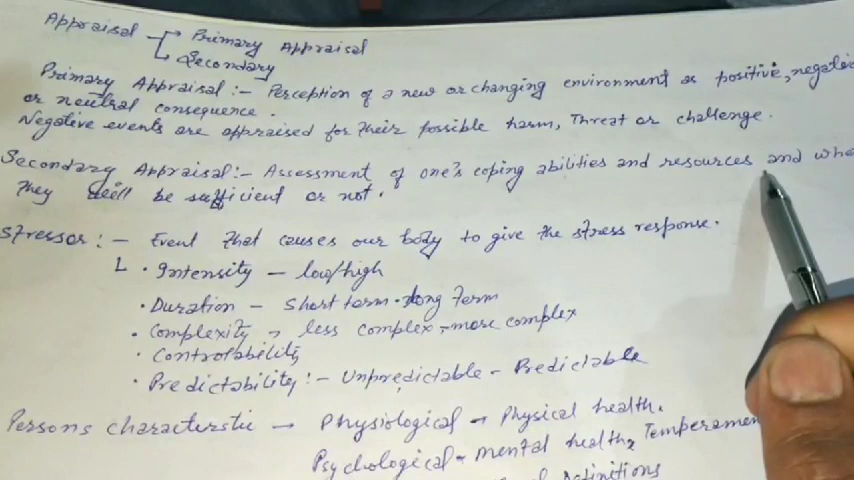 Appraisal → Primary Appraisal
Secondary
Primary Appraisal :- Perception of a new or changing environment as positive, negative
or neutral consequence.
Negative events are appraised for their possible harm, Threat or challenge.
Secondary Appraisal :- Assessment of one's coping abilities and resources and whe
They will be sufficient or not.
Stressor :- Event that causes our body to give the stress response.
• Intensity - low/high
• Duration - Short term - long Term
• Complexity → less complex - more complex
• Controlability
• Predictability :- Unpredictable - Predictable
Persons characterstic → Physiological - Physical health.
Psychological - mental health, Temperamen
definitions